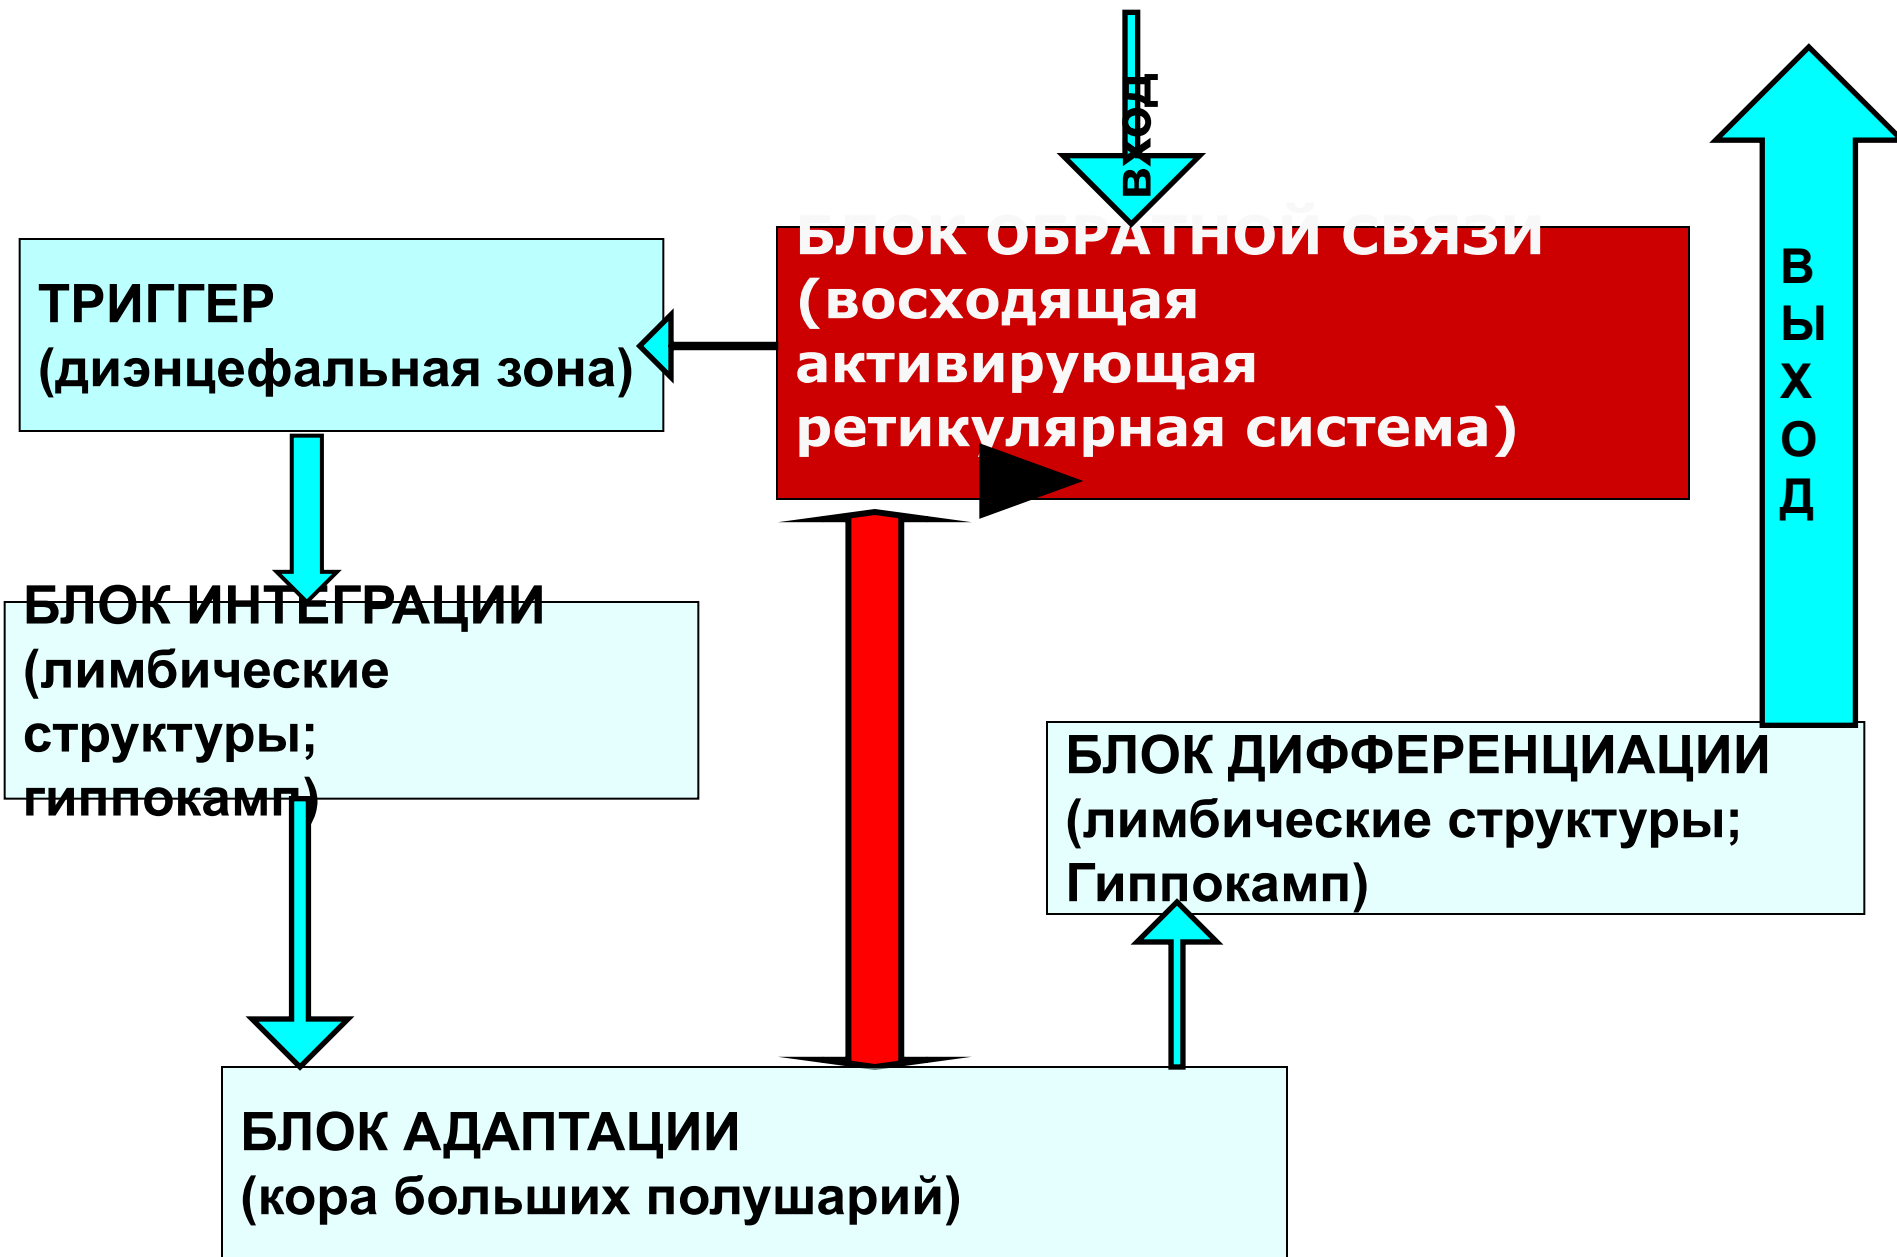 вход
БЛОК ОБРАТНОЙ СВЯЗИ
(восходящая
активирующая
ретикулярная система)
ТРИГГЕР
(диэнцефальная зона)
В
Ы
Х
О
Д
БЛОК ИНТЕГРАЦИИ
(лимбические
структуры;
гиппокамп)
БЛОК ДИФФЕРЕНЦИАЦИИ
(лимбические структуры;
Гиппокамп)
БЛОК АДАПТАЦИИ
(кора больших полушарий)